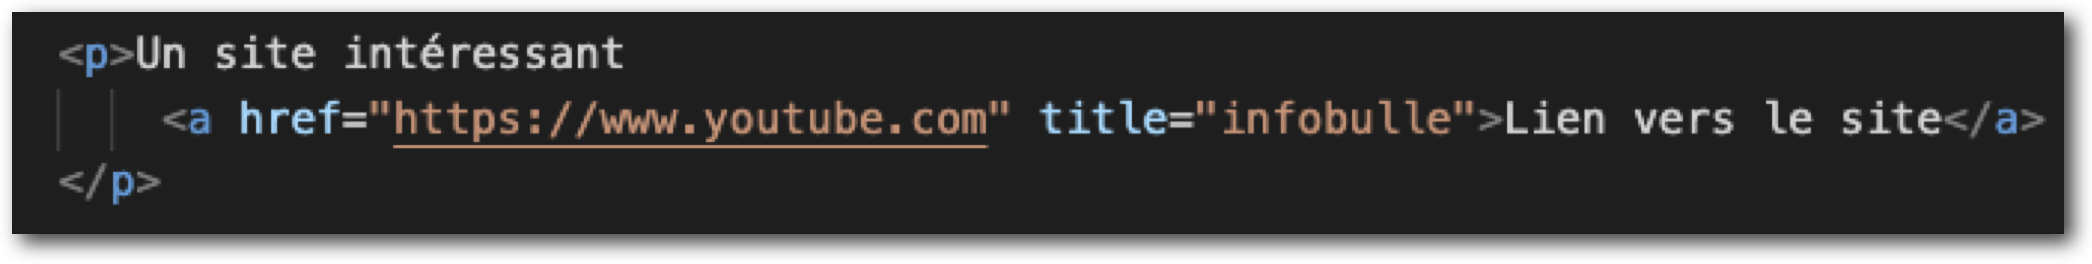 <p>Un site intéressant
<a href="https://www.youtube.com" title="infobulle">Lien vers le site</a>
</p>